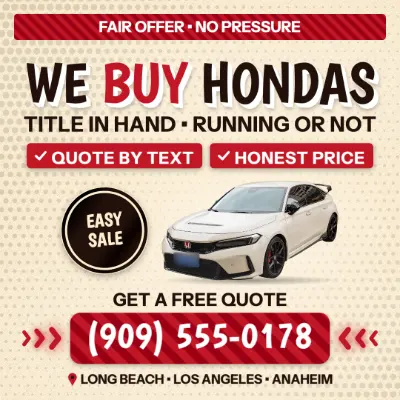 FAIR OFFER • NO PRESSURE
WE BUY HONDAS
TITLE IN HAND • RUNNING OR NOT
QUOTE BY TEXT
HONEST PRICE
EASY
SALE
GET A FREE QUOTE
(909) 555-0178
LONG BEACH • LOS ANGELES • ANAHEIM